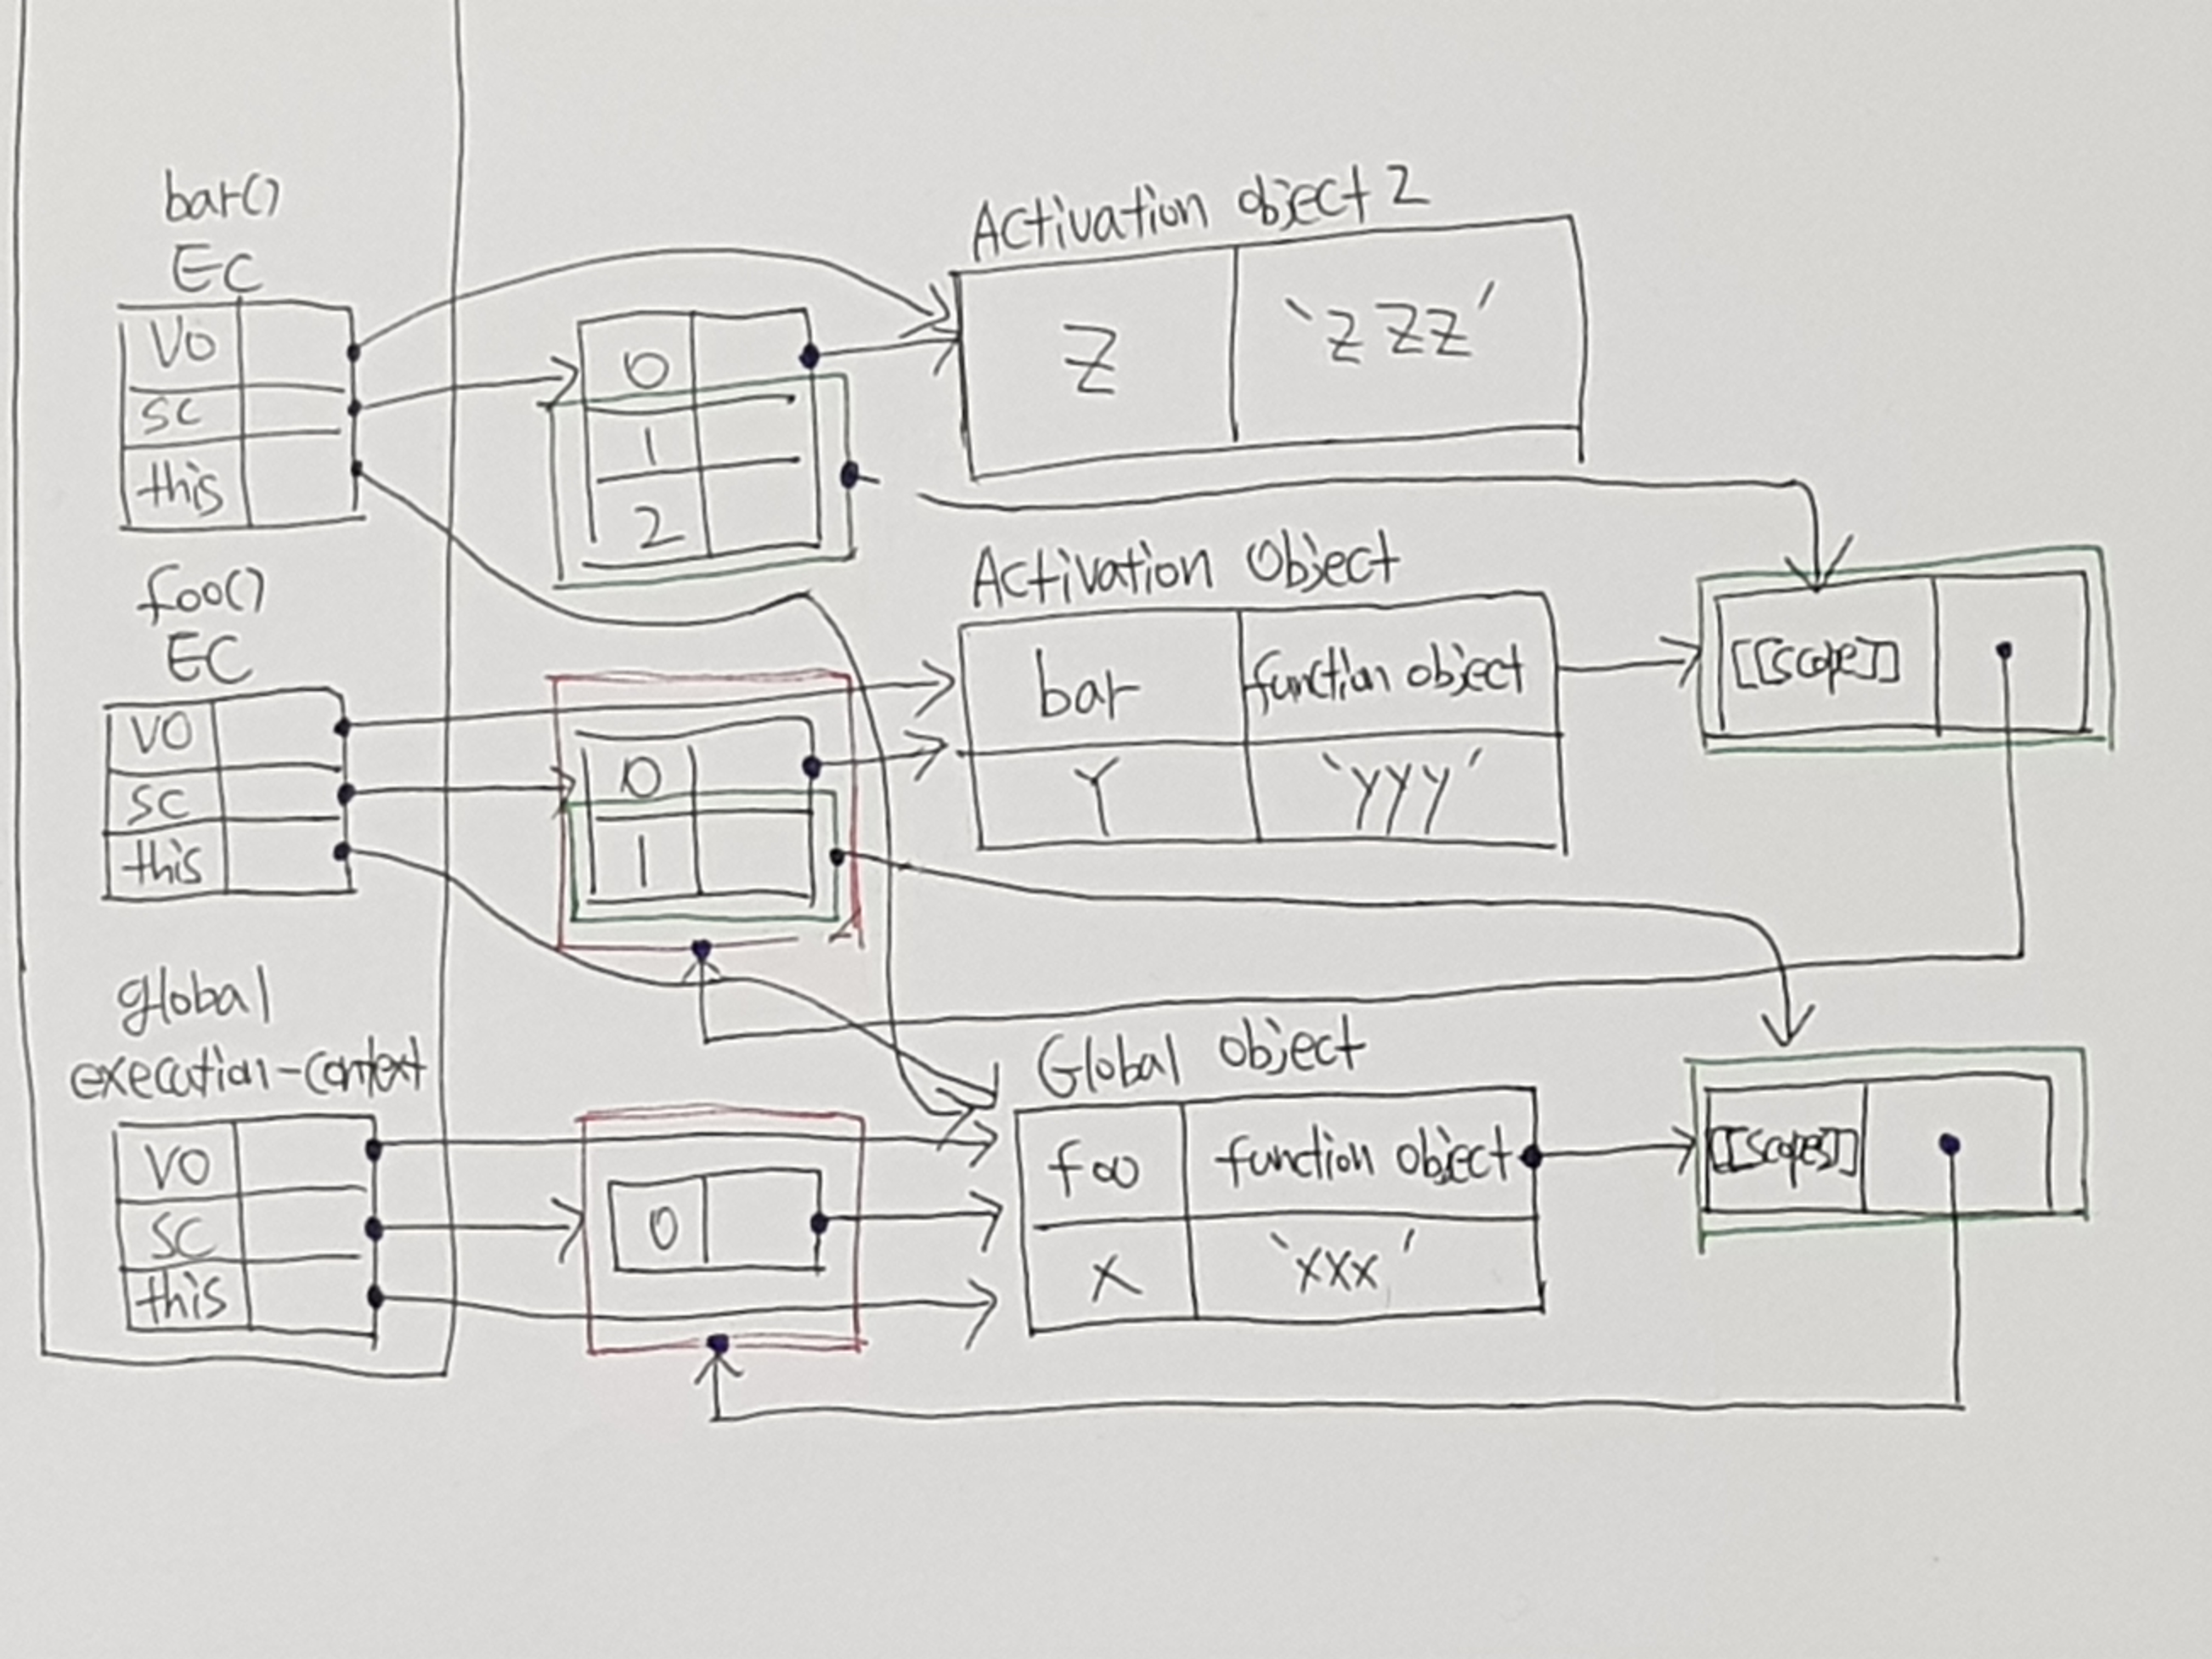 bar()
EC
VO
SC
this
0
1
2
Activation object 2
Z 'zzz'
foo()
EC
VO
SC
this
0
1
Activation Object
bar function object
Y 'yyy'
[[scope]]
global
execution-context
VO
SC
this
0
Global object
foo function object
X 'xxx'
[[scopes]]